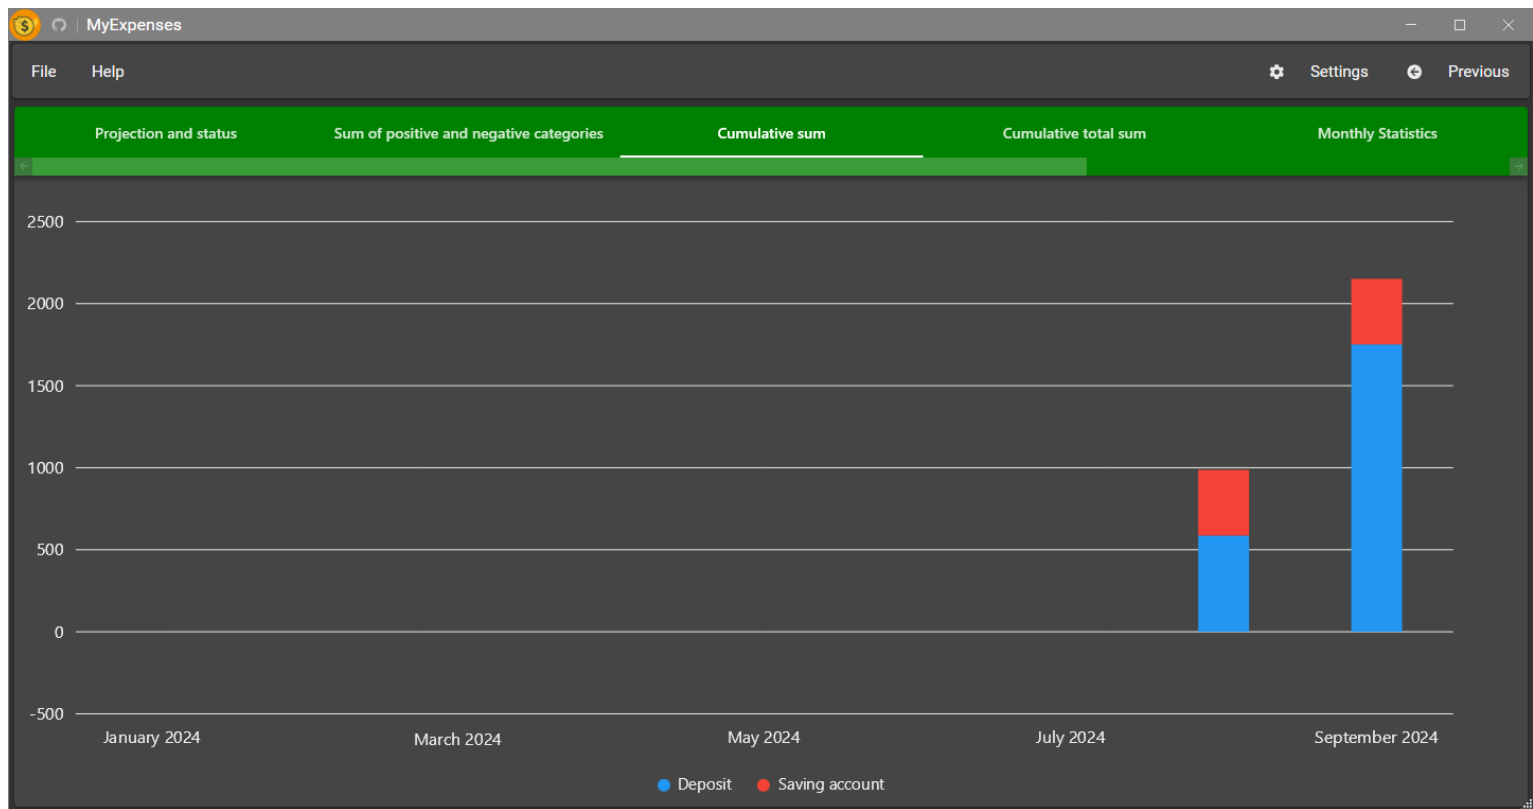 MyExpenses
File Help Settings Previous
Projection and status Sum of positive and negative categories Cumulative sum Cumulative total sum Monthly Statistics
2500
2000
1500
1000
500
0
-500
January 2024 March 2024 May 2024 July 2024 September 2024
Deposit Saving account